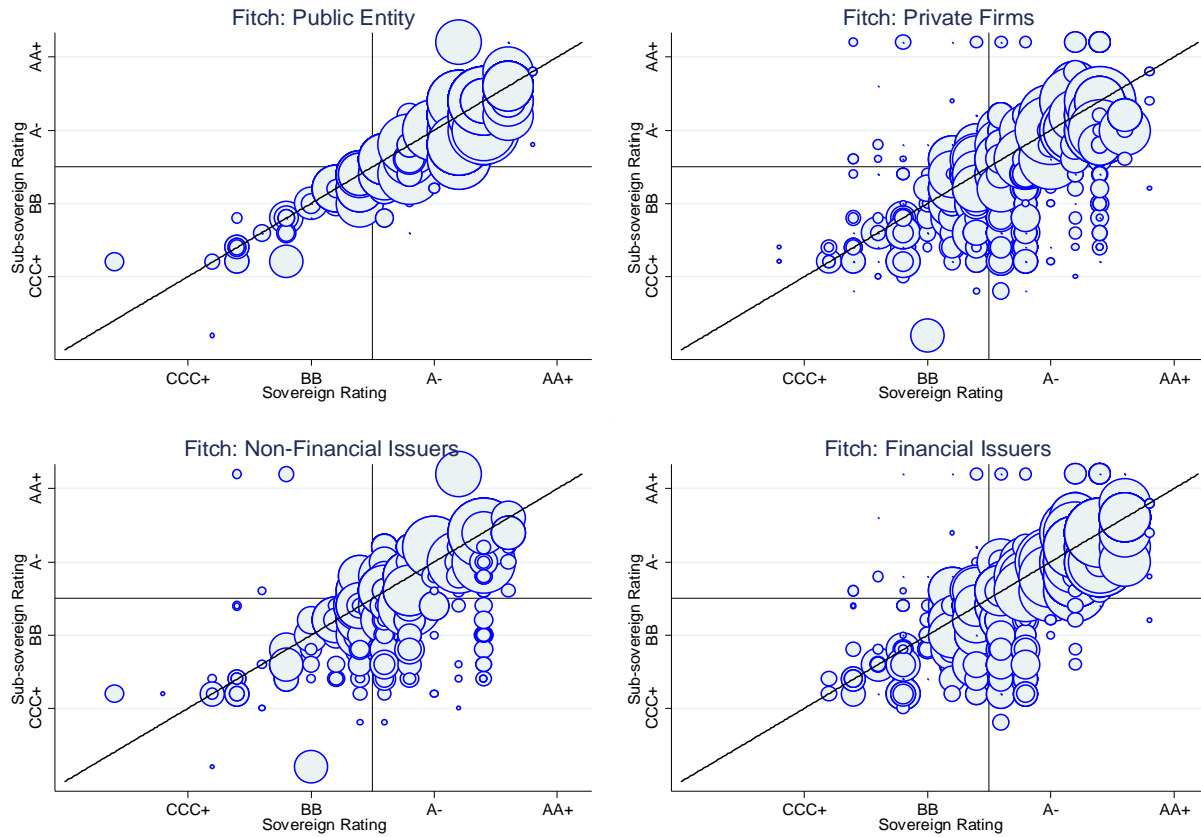 Fitch: Public Entity
AA+
A-
BB
CCC+
Sub-sovereign Rating
CCC+
BB
A-
AA+
Sovereign Rating
Fitch: Private Firms
AA+
A-
BB
CCC+
Sub-sovereign Rating
CCC+
BB
A-
AA+
Sovereign Rating
Fitch: Non-Financial Issuers
AA+
A-
BB
CCC+
Sub-sovereign Rating
CCC+
BB
A-
AA+
Sovereign Rating
Fitch: Financial Issuers
AA+
A-
BB
CCC+
Sub-sovereign Rating
CCC+
BB
A-
AA+
Sovereign Rating